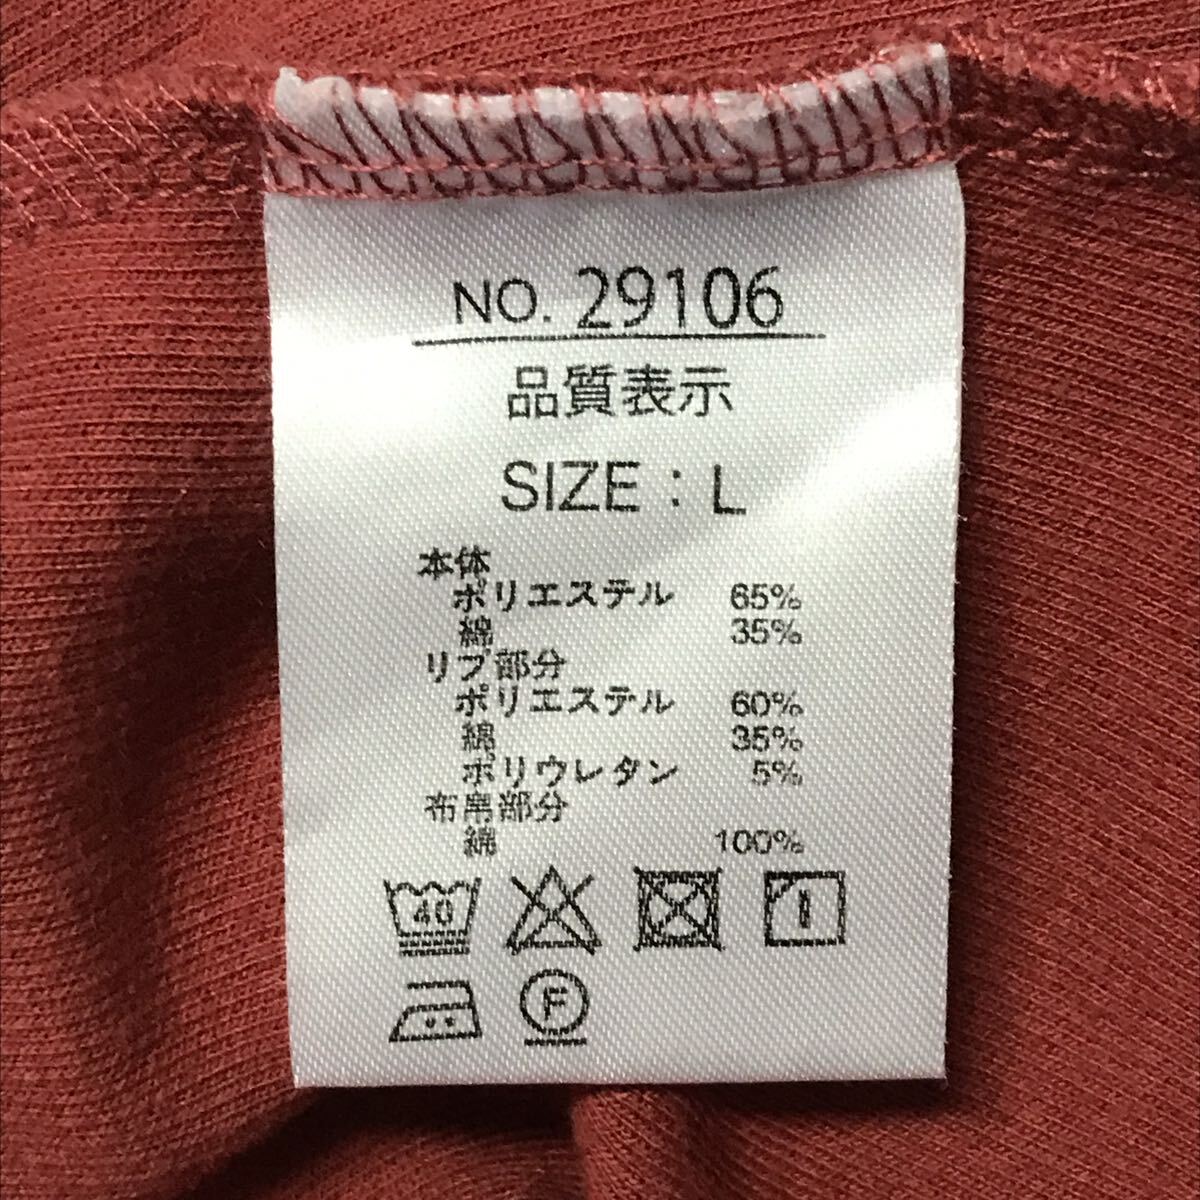 NO. 29106
品質表示
SIZE : L
本体
ポリエステル 65%
綿 35%
リブ部分
ポリエステル 60%
綿 35%
ポリウレタン 5%
布帛部分
綿 100%
40
F